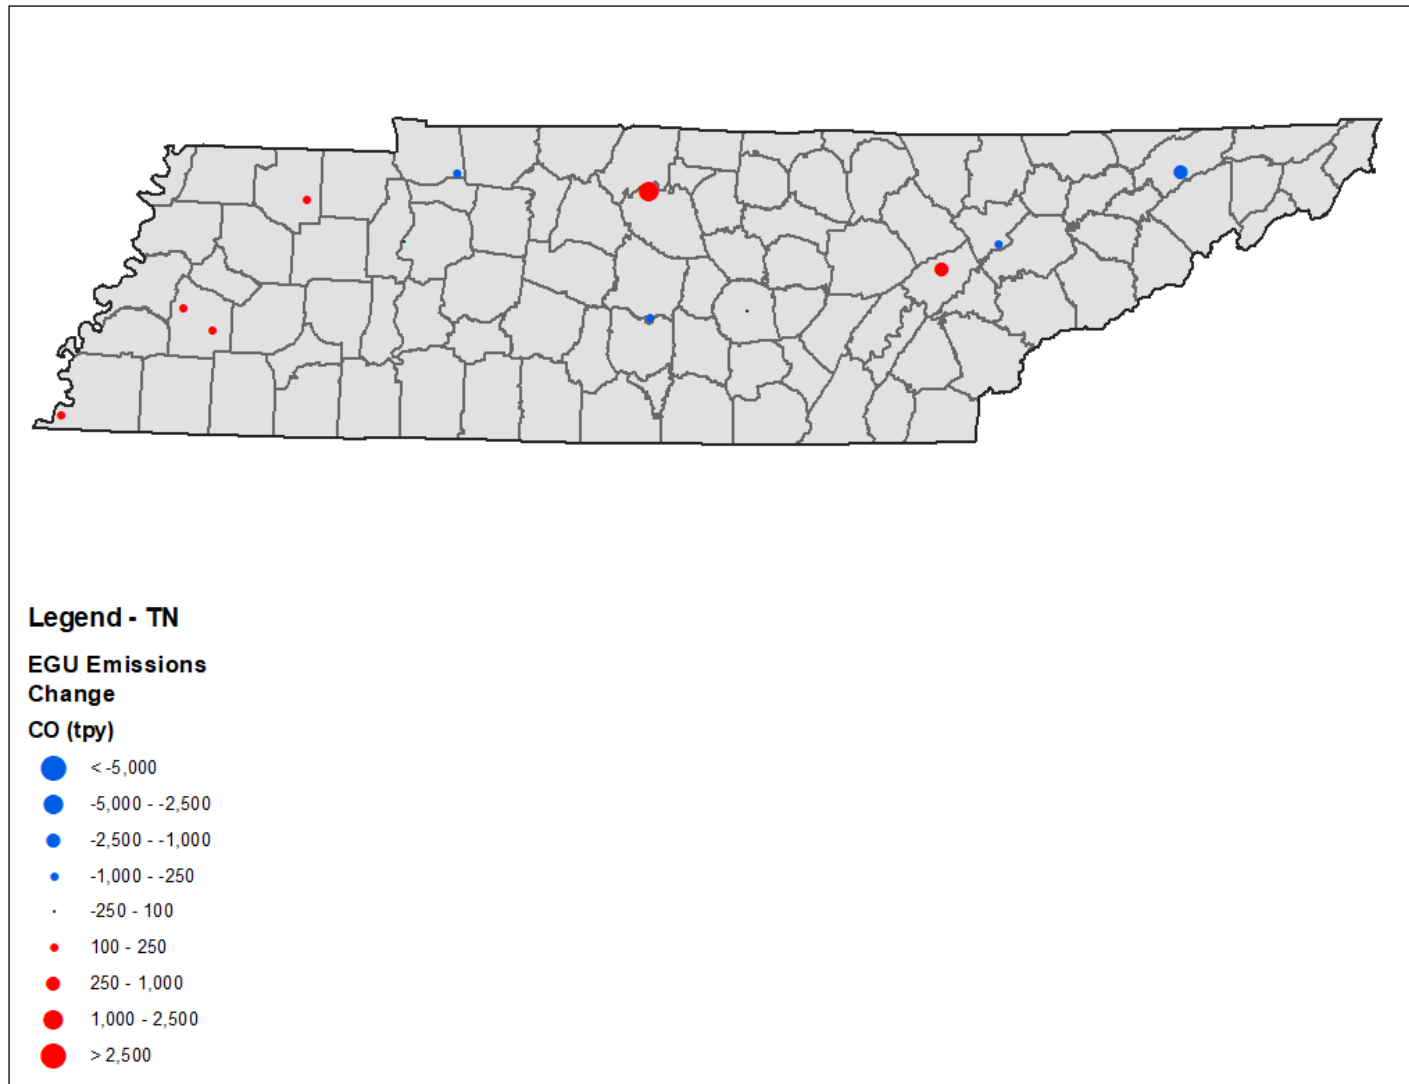 Legend - TN
EGU Emissions
Change
CO (tpy)
< -5,000
-5,000 - -2,500
-2,500 - -1,000
-1,000 - -250
-250 - 100
100 - 250
250 - 1,000
1,000 - 2,500
> 2,500